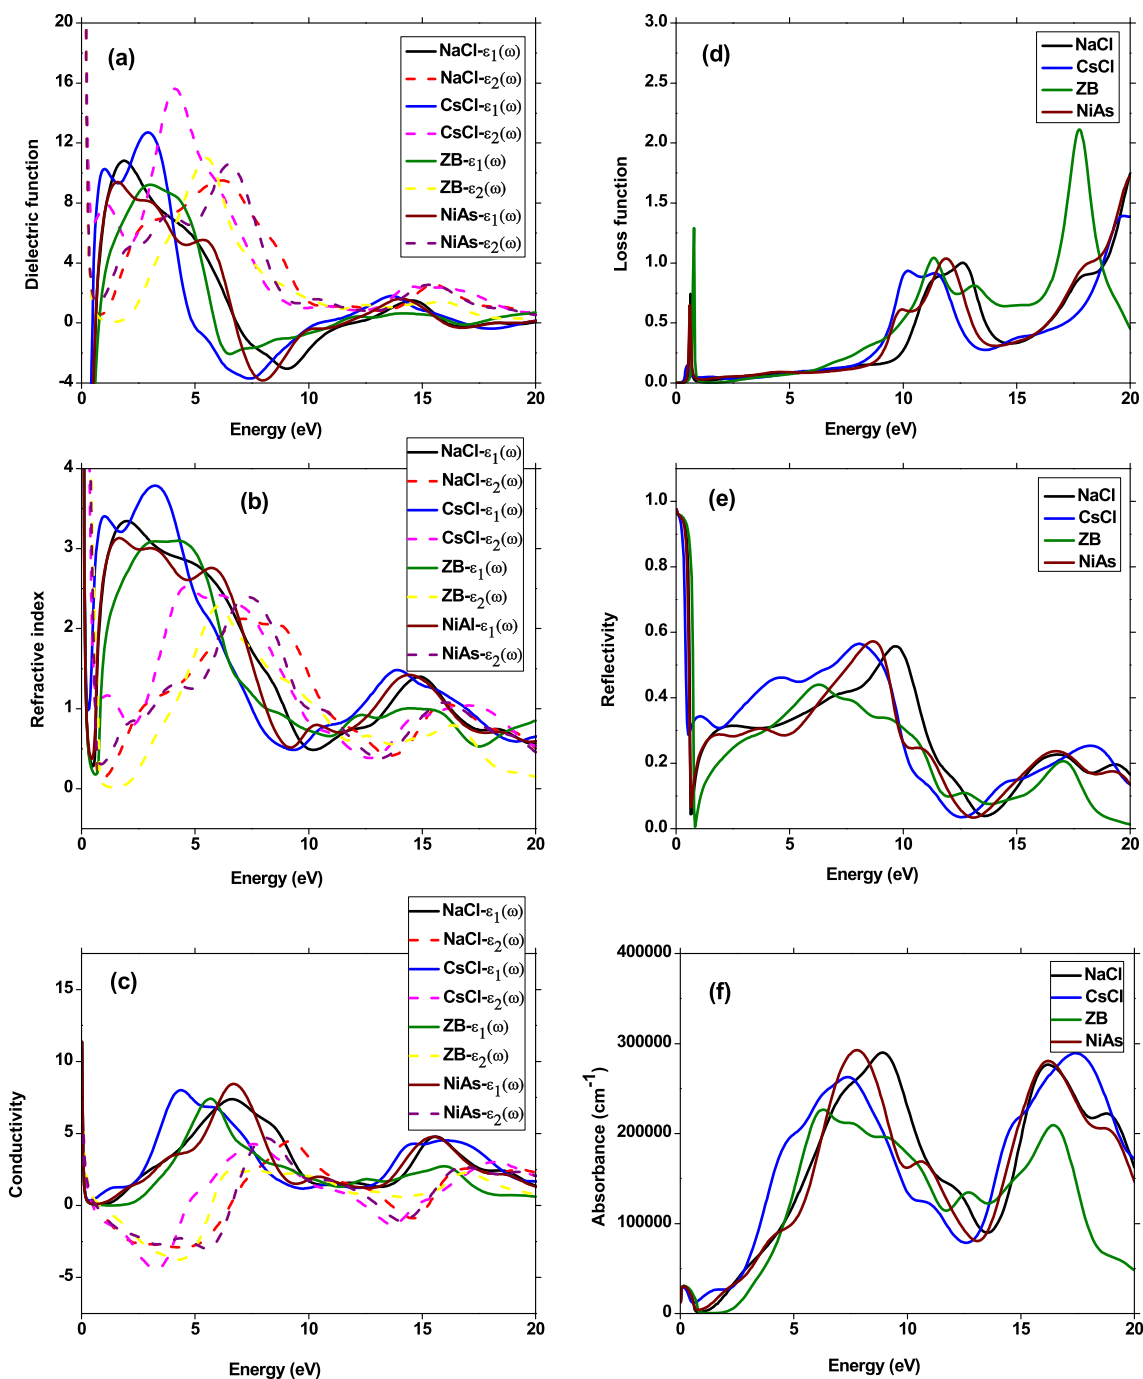 (a)
20
16
12
8
4
0
-4
0 5 10 15 20
Dielectric function
Energy (eV)
NaCl-ε1(ω)
NaCl-ε2(ω)
CsCl-ε1(ω)
CsCl-ε2(ω)
ZB-ε1(ω)
ZB-ε2(ω)
NiAs-ε1(ω)
NiAs-ε2(ω)
(d)
3.0
2.5
2.0
1.5
1.0
0.5
0.0
0 5 10 15 20
Loss function
Energy (eV)
NaCl
CsCl
ZB
NiAs
(b)
4
3
2
1
0
0 5 10 15 20
Refractive index
Energy (eV)
NaCl-ε1(ω)
NaCl-ε2(ω)
CsCl-ε1(ω)
CsCl-ε2(ω)
ZB-ε1(ω)
ZB-ε2(ω)
NiAl-ε1(ω)
NiAs-ε2(ω)
(e)
1.0
0.8
0.6
0.4
0.2
0.0
0 5 10 15 20
Reflectivity
Energy (eV)
NaCl
CsCl
ZB
NiAs
(c)
15
10
5
0
-5
0 5 10 15 20
Conductivity
Energy (eV)
NaCl-ε1(ω)
NaCl-ε2(ω)
CsCl-ε1(ω)
CsCl-ε2(ω)
ZB-ε1(ω)
ZB-ε2(ω)
NiAs-ε1(ω)
NiAs-ε2(ω)
(f)
400000
300000
200000
100000
0
0 5 10 15 20
Absorbance (cm-1)
Energy (eV)
NaCl
CsCl
ZB
NiAs